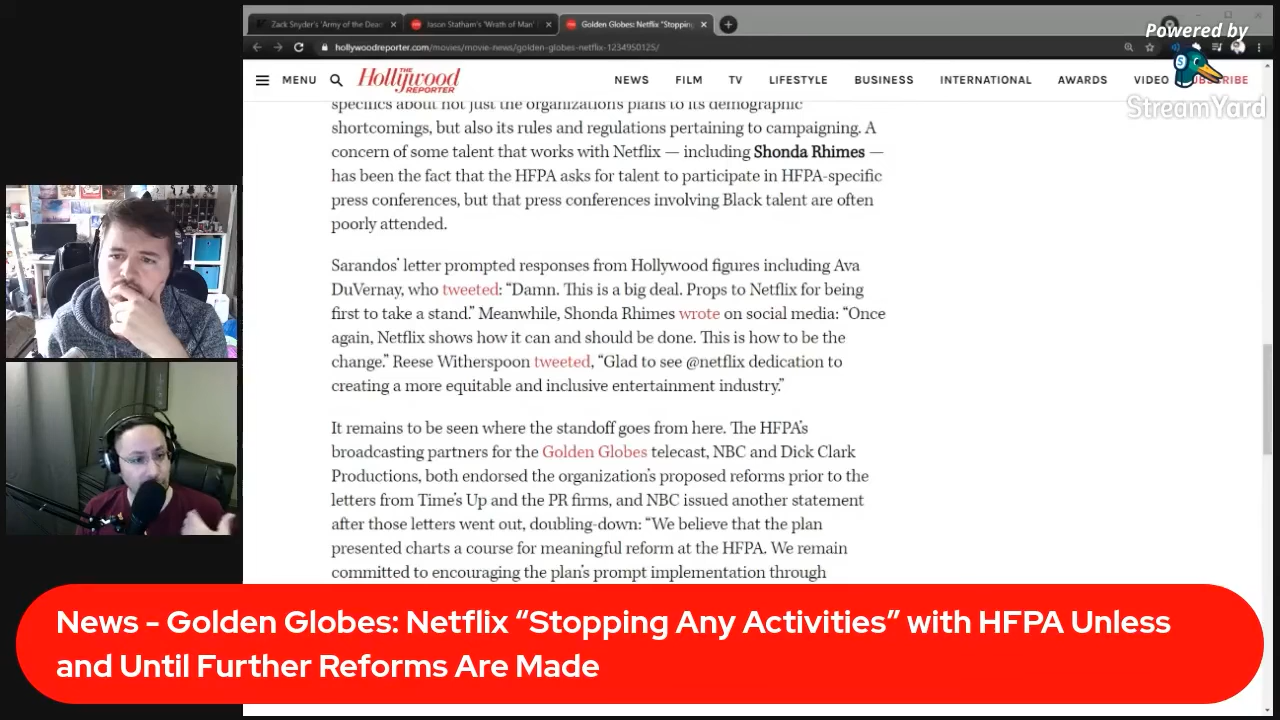 Zack Snyder's 'Army of the Dea
Jason Statham's 'Wrath of Man'
Golden Globes: Netflix "Stopping
hollywoodreporter.com/movies/movie-news/golden-globes-netflix-1234950125/
Powered by
StreamYard
MENU
THE
Hollywood
REPORTER
NEWS FILM TV LIFESTYLE BUSINESS INTERNATIONAL AWARDS VIDEO SUBSCRIBE
specifics about not just the organizations plans to its demographic
shortcomings, but also its rules and regulations pertaining to campaigning. A
concern of some talent that works with Netflix — including Shonda Rhimes —
has been the fact that the HFPA asks for talent to participate in HFPA-specific
press conferences, but that press conferences involving Black talent are often
poorly attended.
Sarandos' letter prompted responses from Hollywood figures including Ava
DuVernay, who tweeted: “Damn. This is a big deal. Props to Netflix for being
first to take a stand.” Meanwhile, Shonda Rhimes wrote on social media: “Once
again, Netflix shows how it can and should be done. This is how to be the
change.” Reese Witherspoon tweeted, “Glad to see @netflix dedication to
creating a more equitable and inclusive entertainment industry.”
It remains to be seen where the standoff goes from here. The HFPA’s
broadcasting partners for the Golden Globes telecast, NBC and Dick Clark
Productions, both endorsed the organization’s proposed reforms prior to the
letters from Time’s Up and the PR firms, and NBC issued another statement
after those letters went out, doubling-down: “We believe that the plan
presented charts a course for meaningful reform at the HFPA. We remain
committed to encouraging the plan’s prompt implementation through
News - Golden Globes: Netflix “Stopping Any Activities” with HFPA Unless
and Until Further Reforms Are Made